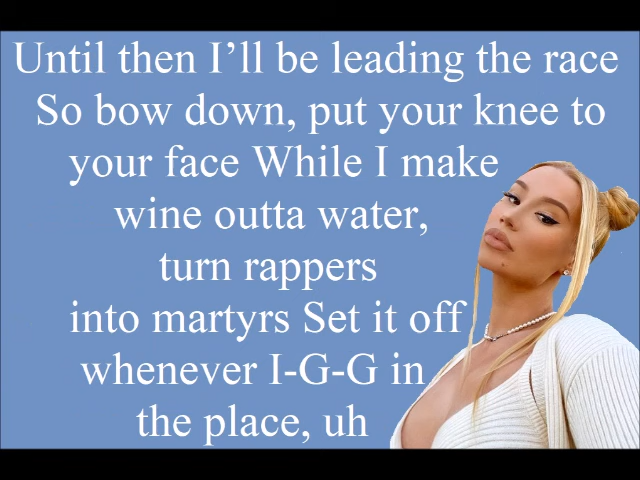 Until then I’ll be leading the race
So bow down, put your knee to
your face While I make
wine outta water,
turn rappers
into martyrs Set it off
whenever I-G-G in
the place, uh